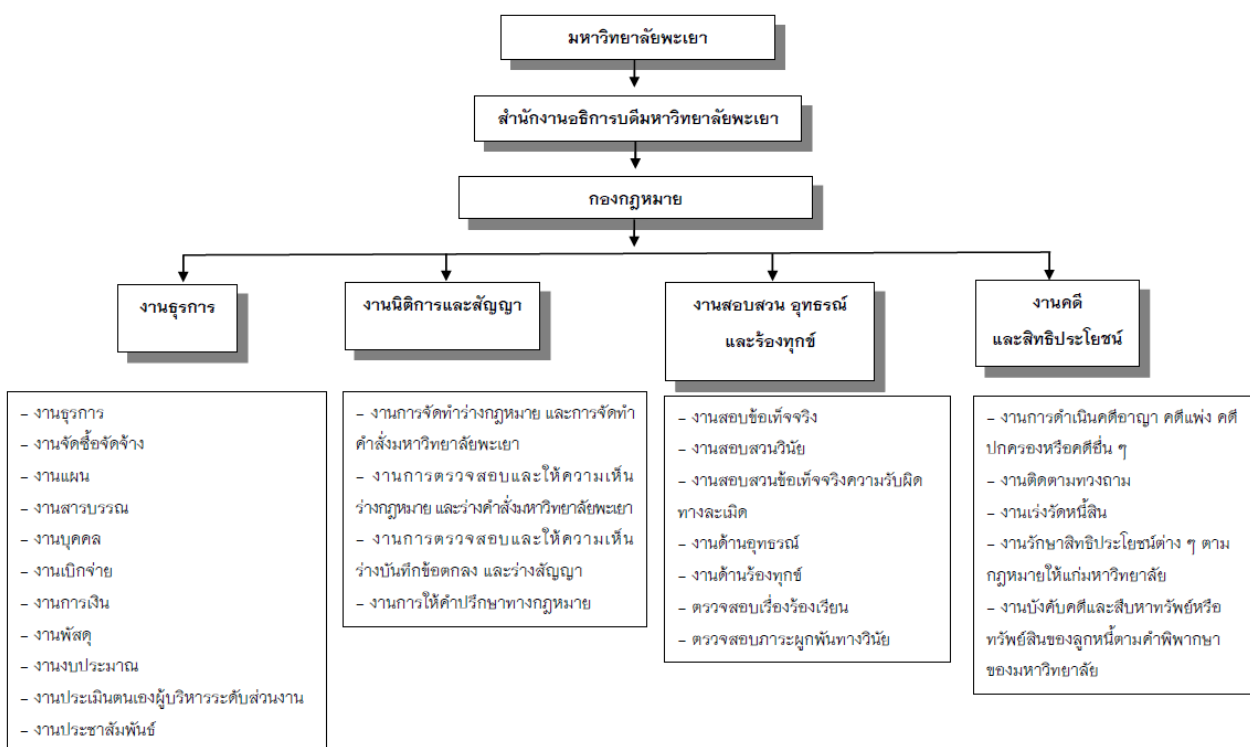 มหาวิทยาลัยพะเยา
สำนักงานอธิการบดีมหาวิทยาลัยพะเยา
กองกฎหมาย
งานธุรการ
– งานธุรการ
– งานจัดซื้อจัดจ้าง
– งานแผน
– งานสารบรรณ
– งานบุคคล
– งานเบิกจ่าย
– งานการเงิน
– งานพัสดุ
– งานงบประมาณ
– งานประเมินตนเองผู้บริหารระดับส่วนงาน
– งานประชาสัมพันธ์
งานนิติการและสัญญา
– งานการจัดทำร่างกฎหมาย และการจัดทำ
คำสั่งมหาวิทยาลัยพะเยา
– งานการตรวจสอบและให้ความเห็น
ร่างกฎหมาย และร่างคำสั่งมหาวิทยาลัยพะเยา
– งานการตรวจสอบและให้ความเห็น
ร่างบันทึกข้อตกลง และร่างสัญญา
– งานการให้คำปรึกษาทางกฎหมาย
งานสอบสวน อุทธรณ์
และร้องทุกข์
– งานสอบข้อเท็จจริง
– งานสอบสวนวินัย
– งานสอบสวนข้อเท็จจริงความรับผิด
ทางละเมิด
– งานด้านอุทธรณ์
– งานด้านร้องทุกข์
– ตรวจสอบเรื่องร้องเรียน
– ตรวจสอบภาระผูกพันทางวินัย
งานคดี
และสิทธิประโยชน์
– งานการดำเนินคดีอาญา คดีแพ่ง คดี
ปกครองหรือคดีอื่น ๆ
– งานติดตามทวงถาม
– งานเร่งรัดหนี้สิน
– งานรักษาสิทธิประโยชน์ต่าง ๆ ตาม
กฎหมายให้แก่มหาวิทยาลัย
– งานบังคับคดีและสืบหาทรัพย์หรือ
ทรัพย์สินของลูกหนี้ตามคำพิพากษา
ของมหาวิทยาลัย